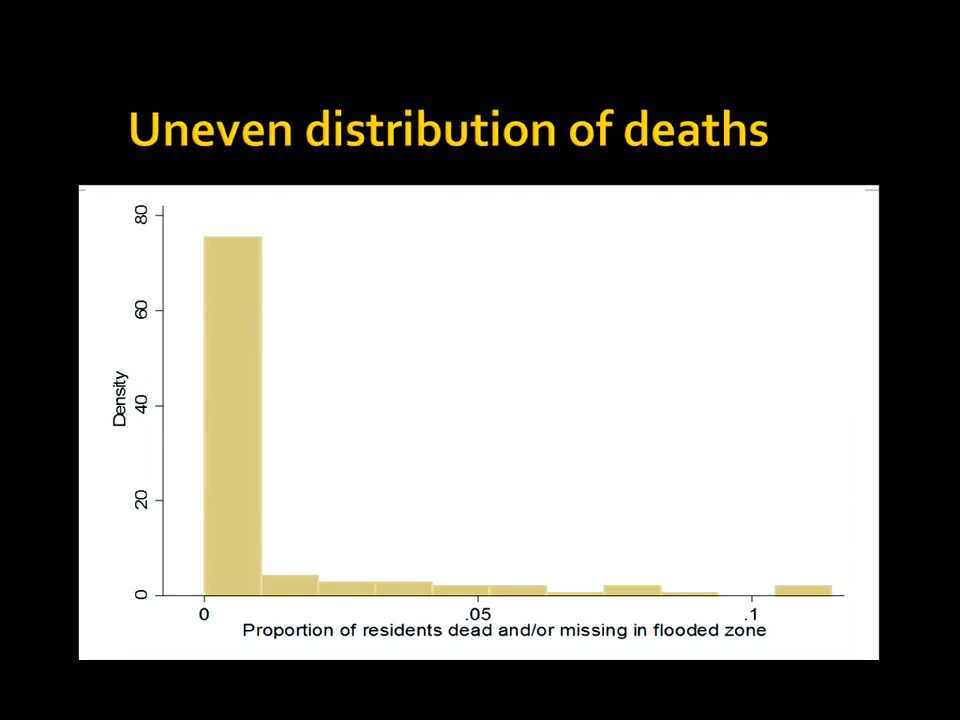 Uneven distribution of deaths
80
60
40
20
0
Density
0 .05 .1
Proportion of residents dead and/or missing in flooded zone